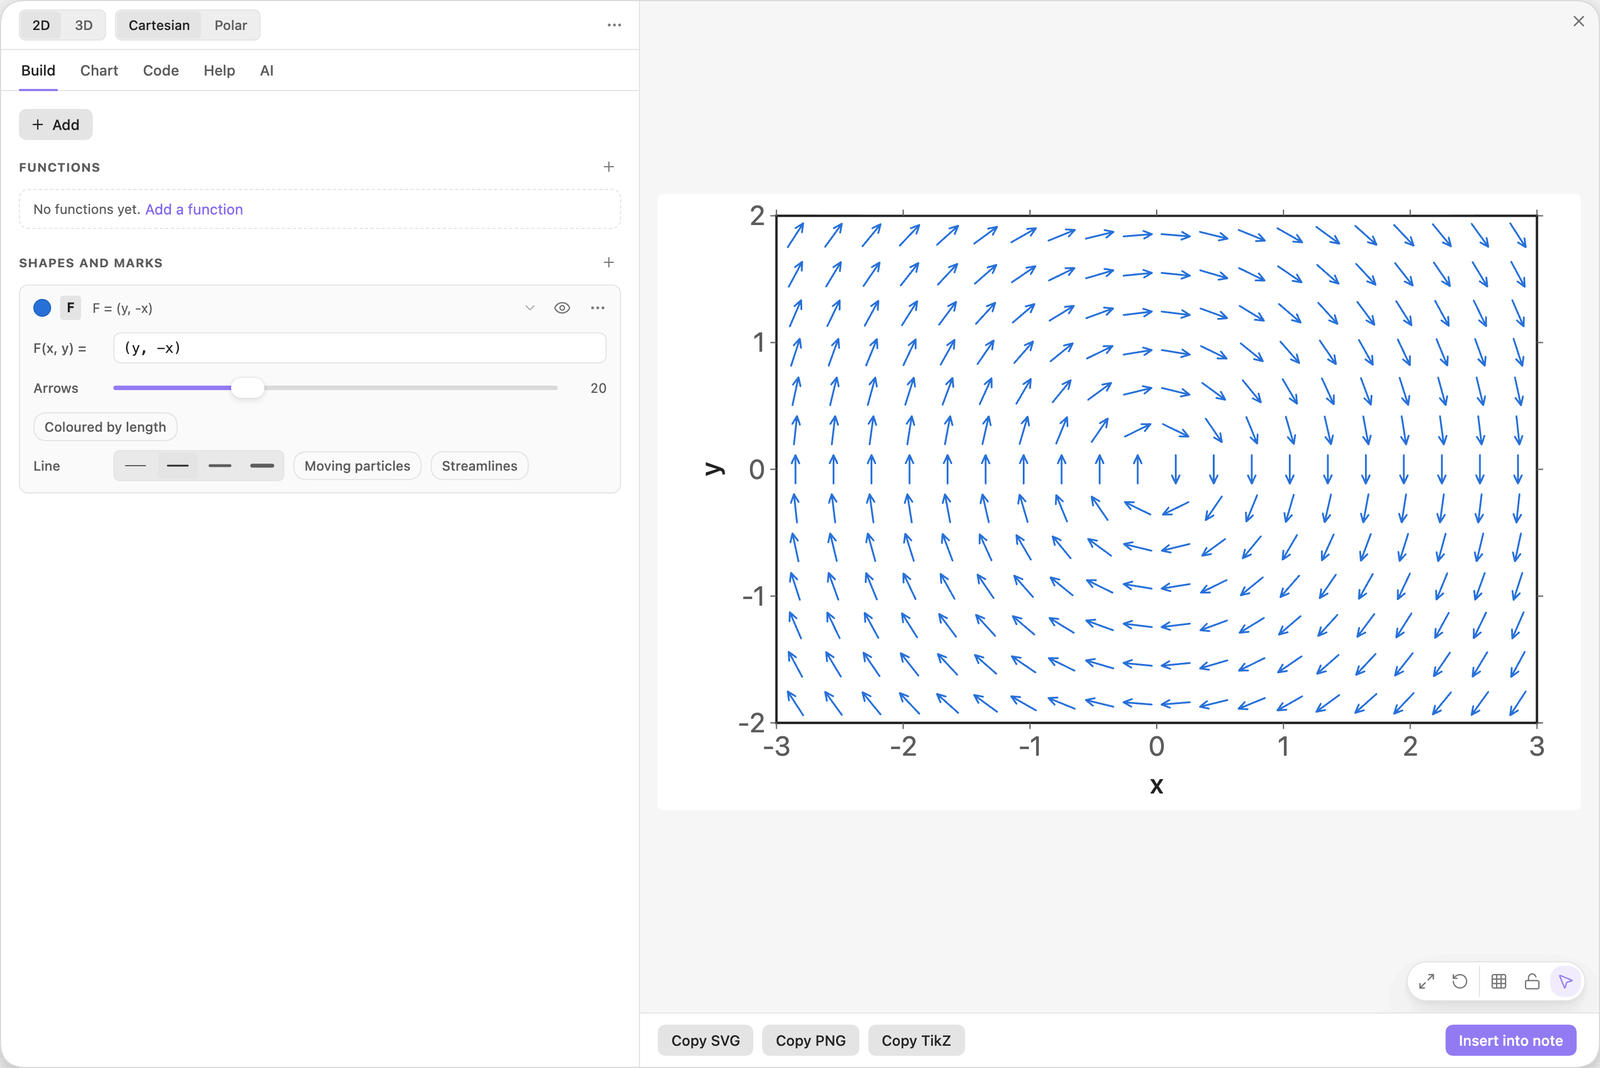 2D 3D Cartesian Polar
Build Chart Code Help AI
+ Add
FUNCTIONS
No functions yet. Add a function
SHAPES AND MARKS
F F = (y, -x)
F(x, y) = (y, −x)
Arrows 20
Coloured by length
Line Moving particles Streamlines
2
1
y 0
-1
-2
-3 -2 -1 0 1 2 3
x
Copy SVG Copy PNG Copy TikZ Insert into note